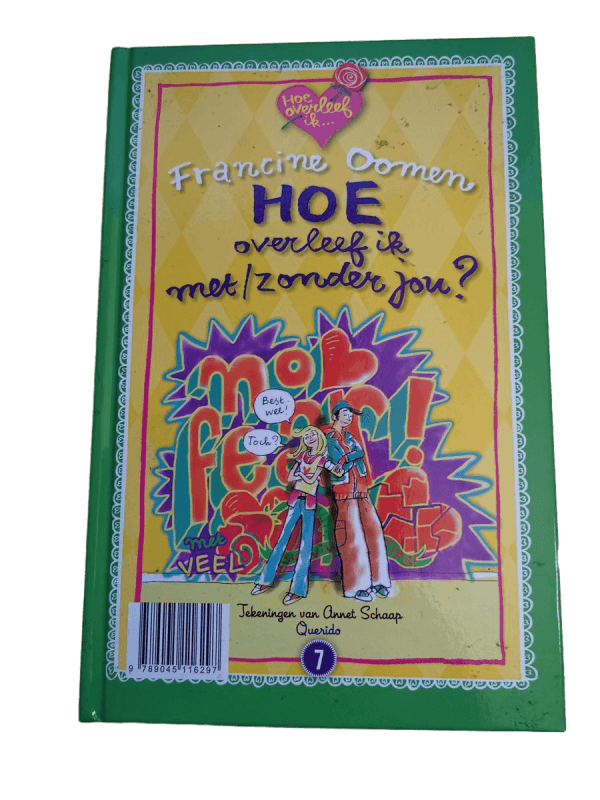 Hoe
overleef
ik...
Francine Oomen
HOE
overleef ik
met/zonder jou?
no
fear!
Best
wel!
Toch?
met
VEEL
Tekeningen van Annet Schaap
Querido
7
9 789045 116297